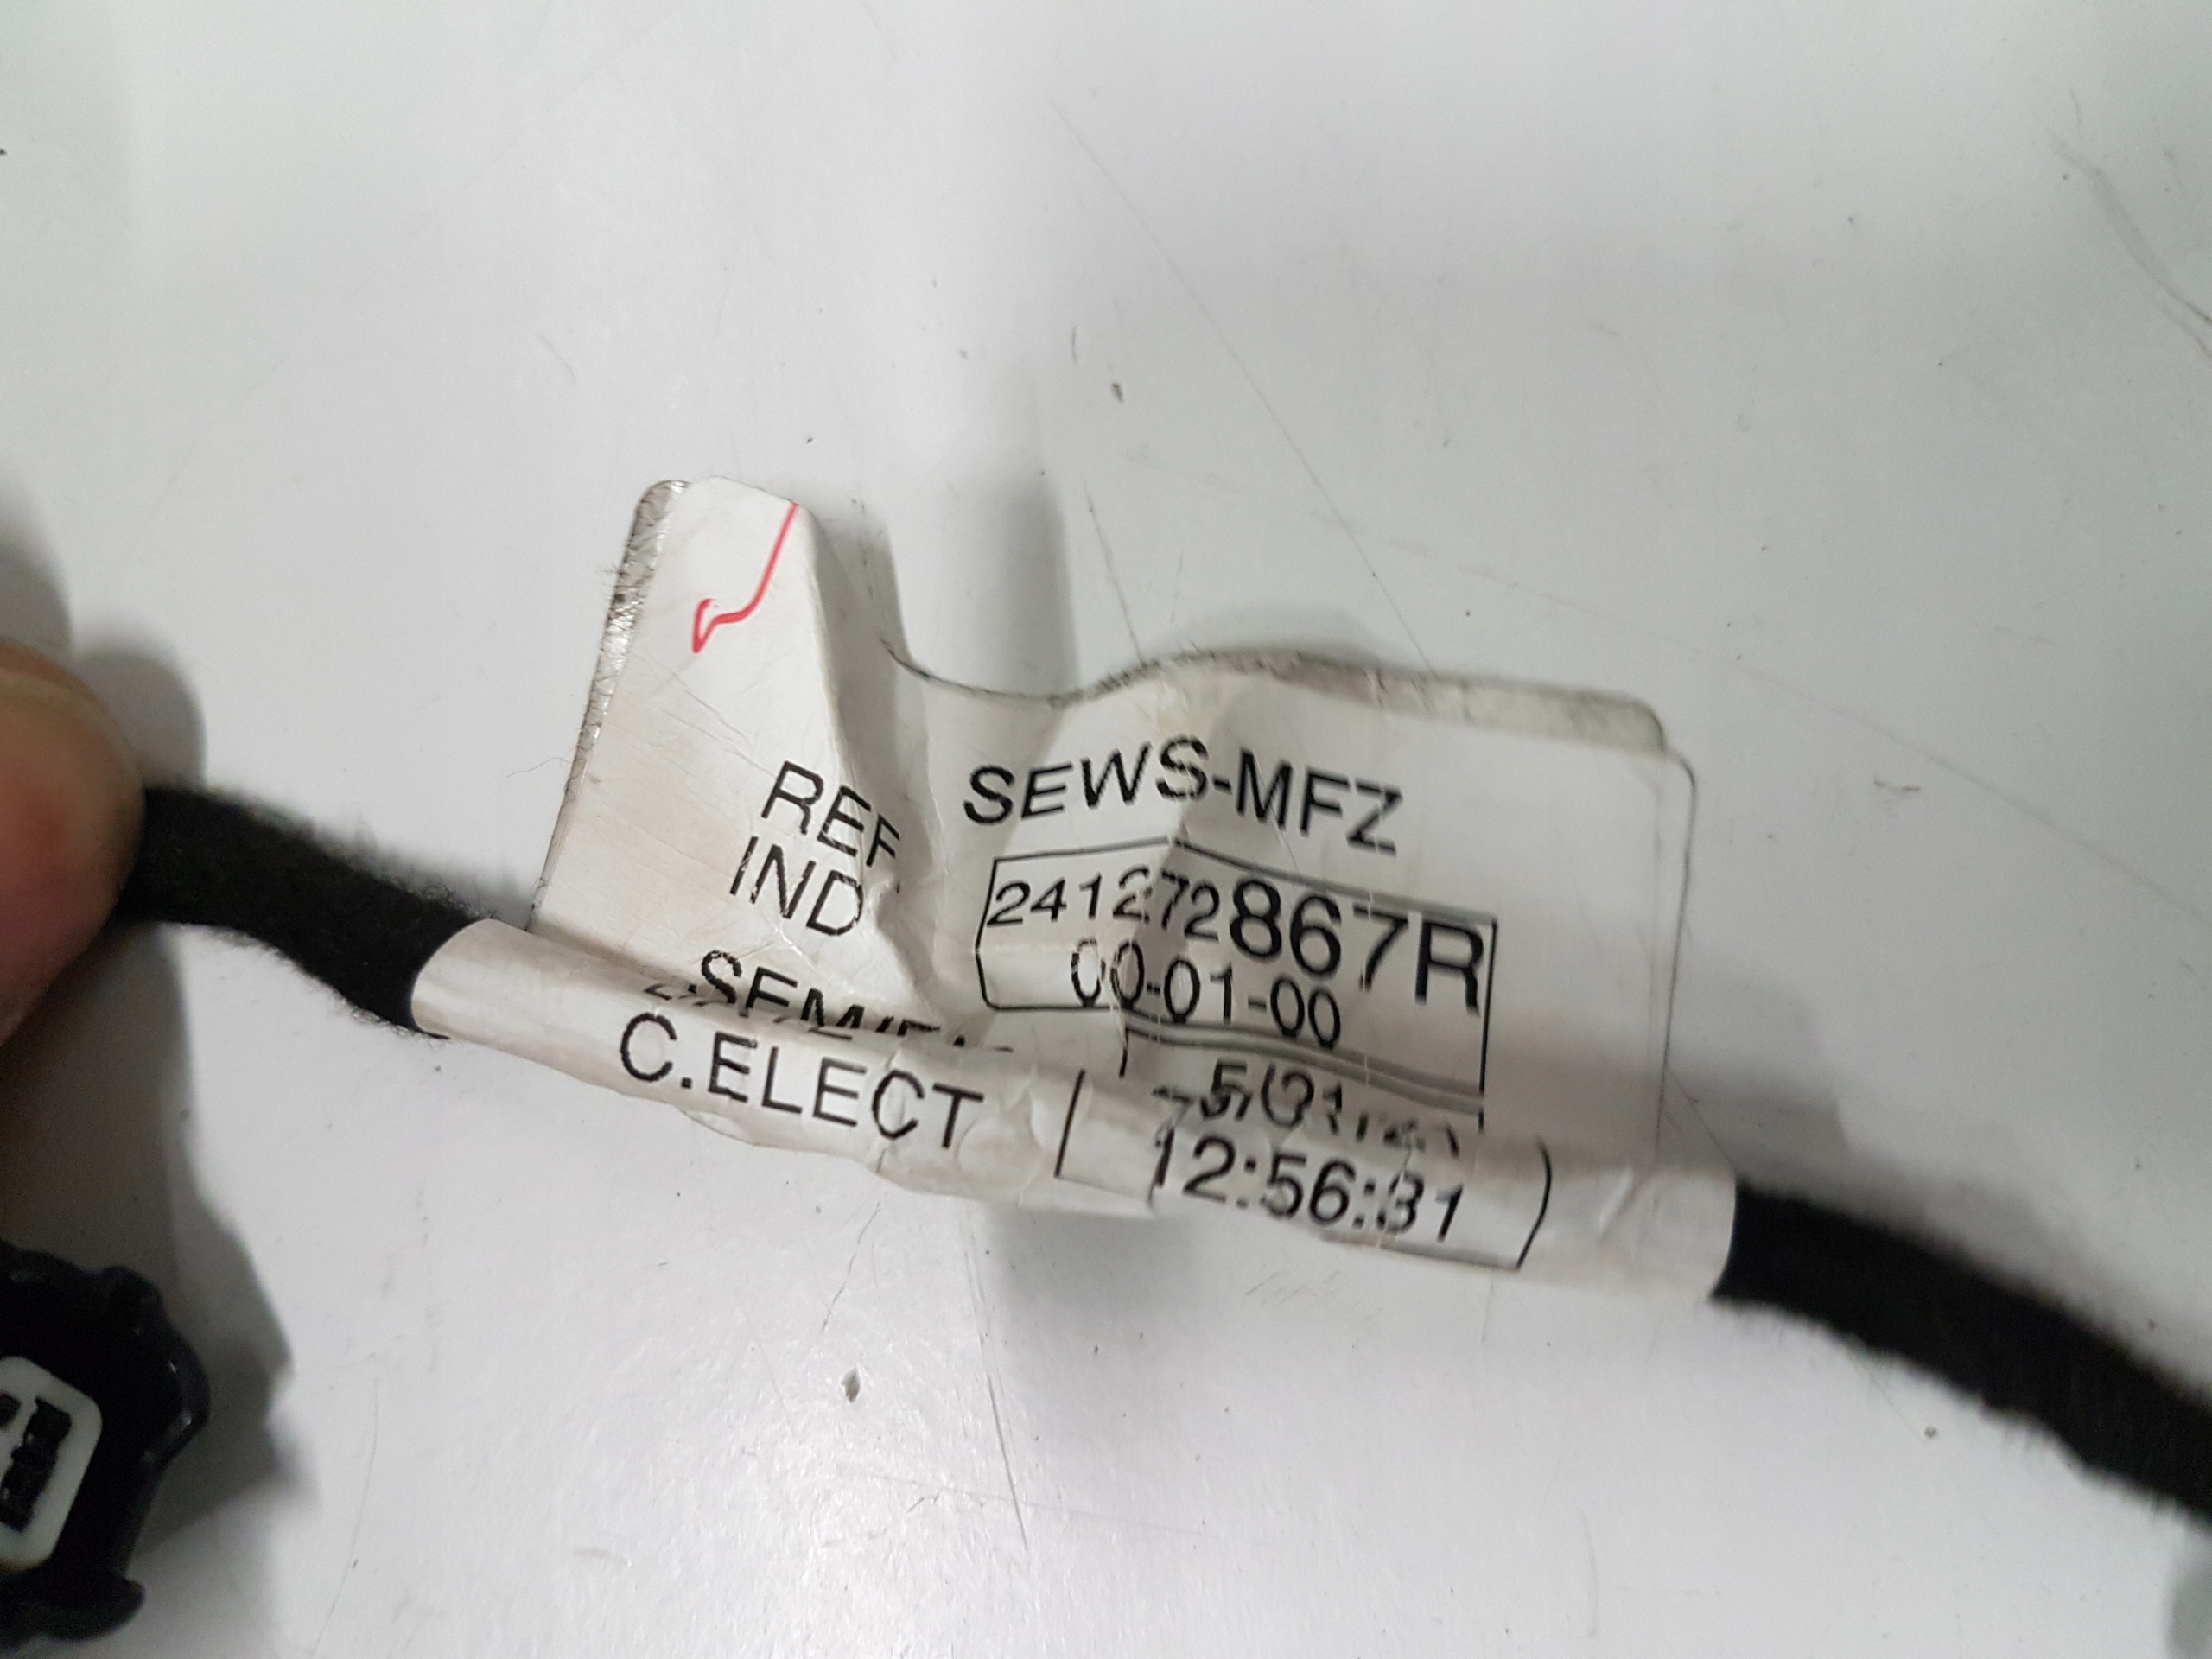 SEWS-MFZ
REF 241272867R
IND 00-01-00
C.ELECT 12:56:31